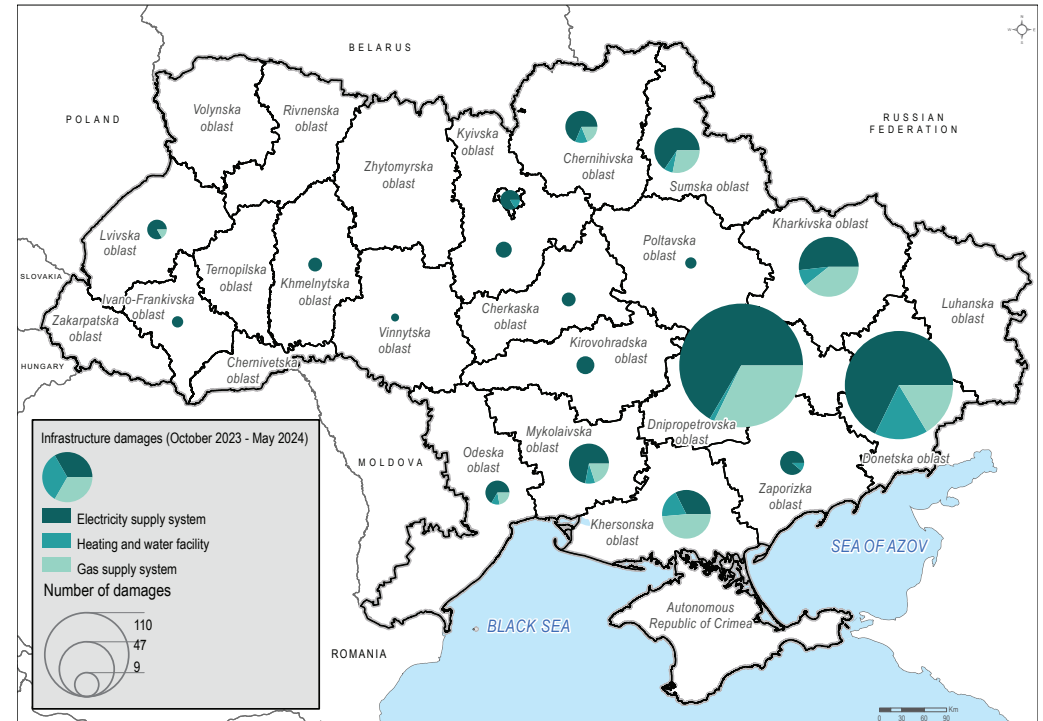 BELARUS
POLAND
RUSSIAN
FEDERATION
Volynska
oblast
Rivnenska
oblast
Zhytomyrska
oblast
Kyivska
oblast
Chernihivska
oblast
Sumska oblast
Lvivska
oblast
Ternopilska
oblast
Khmelnytska
oblast
Poltavska
oblast
Kharkivska oblast
Luhanska
oblast
SLOVAKIA
Ivano-Frankivska
oblast
Zakarpatska
oblast
Vinnytska
oblast
Cherkaska
oblast
Kirovohradska
oblast
HUNGARY
Chernivetska
oblast
Dnipropetrovska
oblast
Donetska oblast
MOLDOVA
Odeska
oblast
Mykolaivska
oblast
Zaporizka
oblast
Khersonska
oblast
SEA OF AZOV
Autonomous
Republic of Crimea
BLACK SEA
ROMANIA
Infrastructure damages (October 2023 - May 2024)
Electricity supply system
Heating and water facility
Gas supply system
Number of damages
110
47
9
Km
0 30 60 90